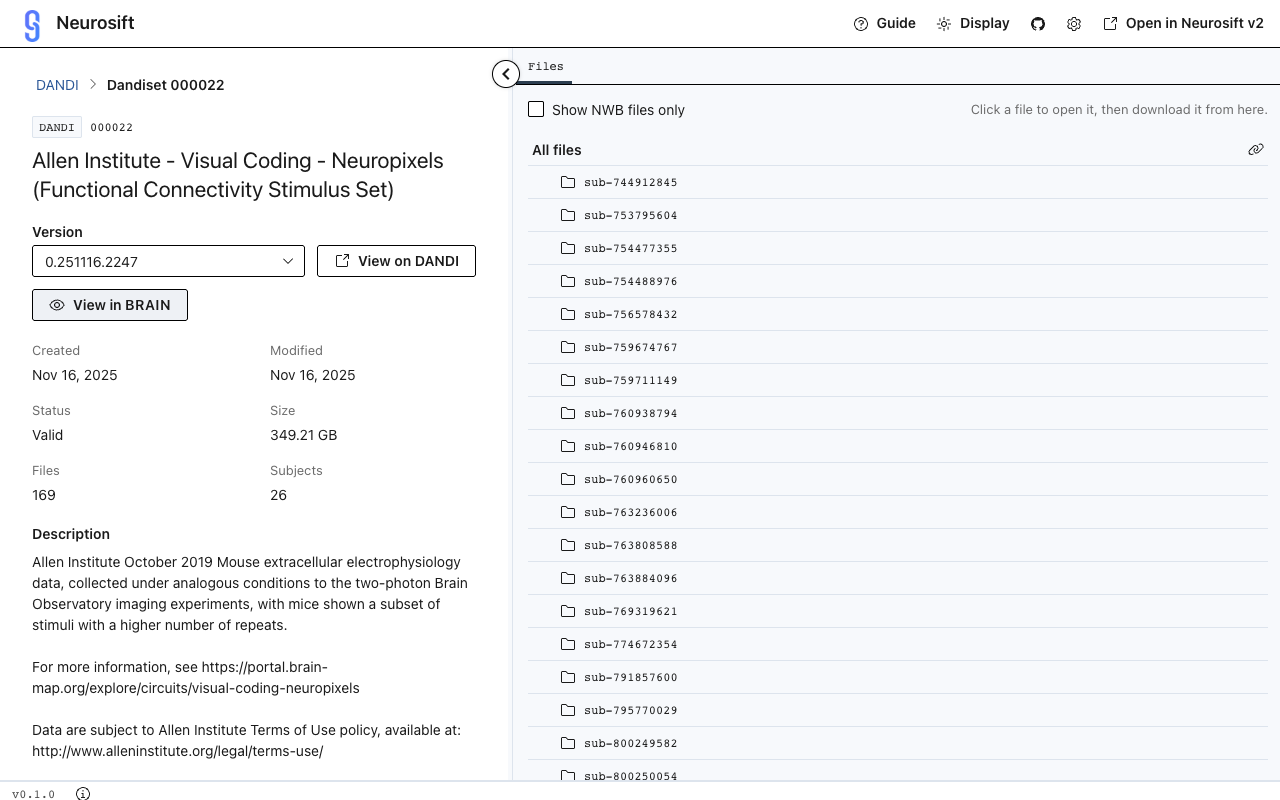 Neurosift
Guide
Display
Open in Neurosift v2
DANDI
Dandiset 000022
DANDI 000022
Allen Institute - Visual Coding - Neuropixels
(Functional Connectivity Stimulus Set)
Version
0.251116.2247
View on DANDI
View in BRAIN
Created
Modified
Nov 16, 2025
Nov 16, 2025
Status
Size
Valid
349.21 GB
Files
Subjects
169
26
Description
Allen Institute October 2019 Mouse extracellular electrophysiology
data, collected under analogous conditions to the two-photon Brain
Observatory imaging experiments, with mice shown a subset of
stimuli with a higher number of repeats.
For more information, see https://portal.brain-
map.org/explore/circuits/visual-coding-neuropixels
Data are subject to Allen Institute Terms of Use policy, available at:
http://www.alleninstitute.org/legal/terms-use/
Files
Show NWB files only
Click a file to open it, then download it from here.
All files
sub-744912845
sub-753795604
sub-754477355
sub-754488976
sub-756578432
sub-759674767
sub-759711149
sub-760938794
sub-760946810
sub-760960650
sub-763236006
sub-763808588
sub-763884096
sub-769319621
sub-774672354
sub-791857600
sub-795770029
sub-800249582
sub-800250054
v0.1.0